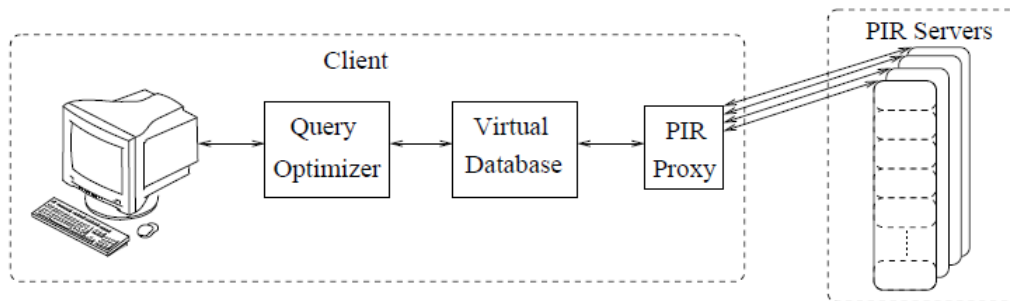 Client
Query
Optimizer
Virtual
Database
PIR
Proxy
PIR Servers